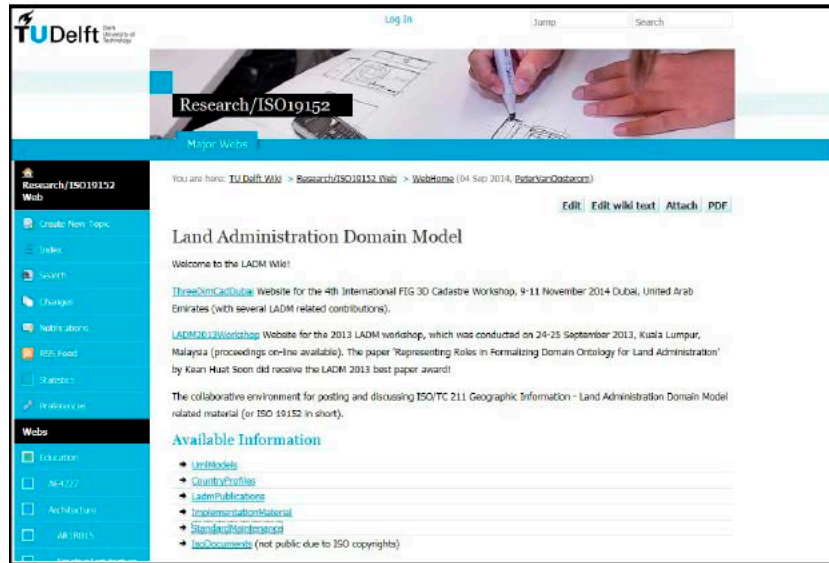 TUDelft
Delft
University of
Technology
Log In
Jump
Search
Research/ISO19152
Major Webs
Research/ISO19152
Web
Create New Topic
Index
Search
Changes
Notifications
RSS Feed
Statistics
Preferences
Webs
Education
AE4222
Architecture
AR1R015
You are here: TU Delft Wiki > Research/ISO19152 Web > WebHome (04 Sep 2014, PeterVanOosterom)
Edit Edit wiki text Attach PDF
Land Administration Domain Model
Welcome to the LADM Wiki!
ThreeDimCadDubai Website for the 4th International FIG 3D Cadastre Workshop, 9-11 November 2014 Dubai, United Arab
Emirates (with several LADM related contributions).
LADM2013Workshop Website for the 2013 LADM workshop, which was conducted on 24-25 September 2013, Kuala Lumpur,
Malaysia (proceedings on-line available). The paper 'Representing Roles in Formalizing Domain Ontology for Land Administration'
by Kean Huat Soon did receive the LADM 2013 best paper award!
The collaborative environment for posting and discussing ISO/TC 211 Geographic Information - Land Administration Domain Model
related material (or ISO 19152 in short).
Available Information
UmlModels
CountryProfiles
LadmPublications
ImplementationMaterial
StandardMaintenance
IsoDocuments (not public due to ISO copyrights)